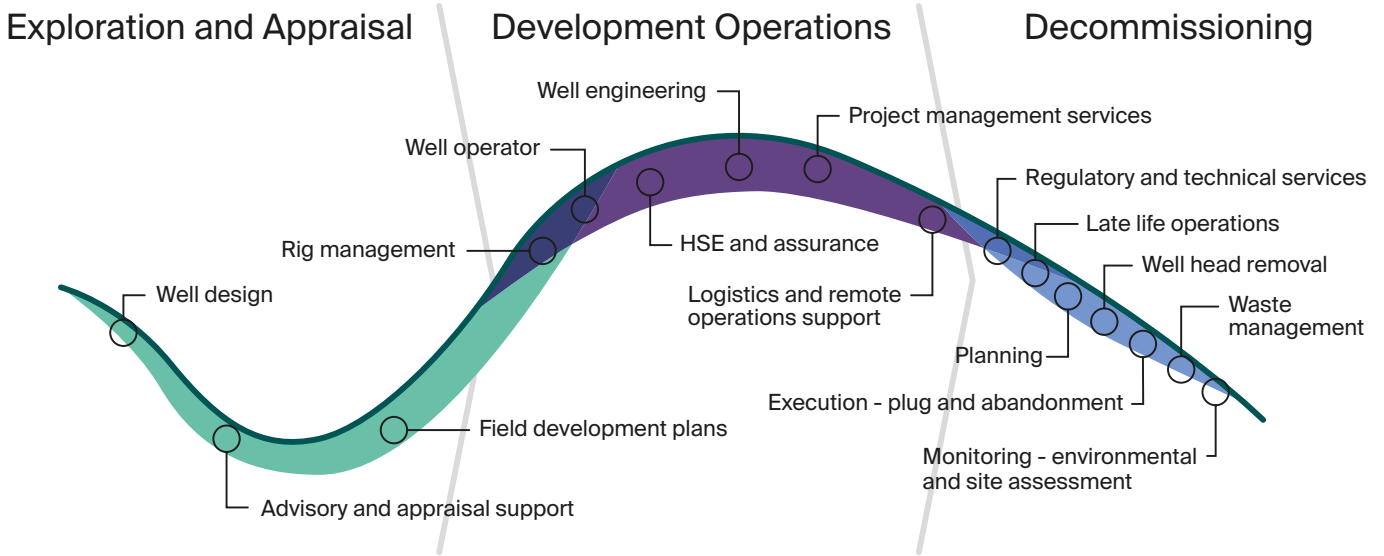 Exploration and Appraisal
Development Operations
Decommissioning
Well engineering
Project management services
Well operator
Regulatory and technical services
Late life operations
Rig management
HSE and assurance
Well head removal
Well design
Logistics and remote
operations support
Waste
management
Planning
Execution - plug and abandonment
Field development plans
Monitoring - environmental
and site assessment
Advisory and appraisal support